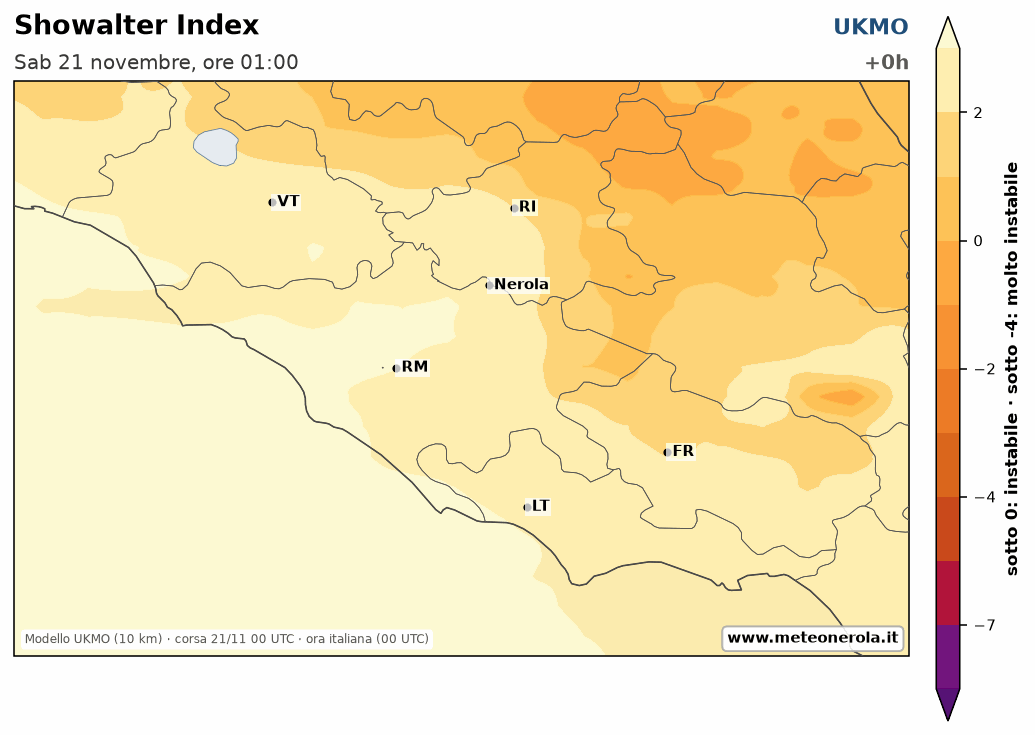 Showalter Index
UKMO
Sab 21 novembre, ore 01:00
+0h
VT
RI
Nerola
RM
FR
LT
Modello UKMO (10 km) · corsa 21/11 00 UTC · ora italiana (00 UTC)
www.meteonerola.it
2
0
−2
−4
−7
sotto 0: instabile · sotto -4: molto instabile